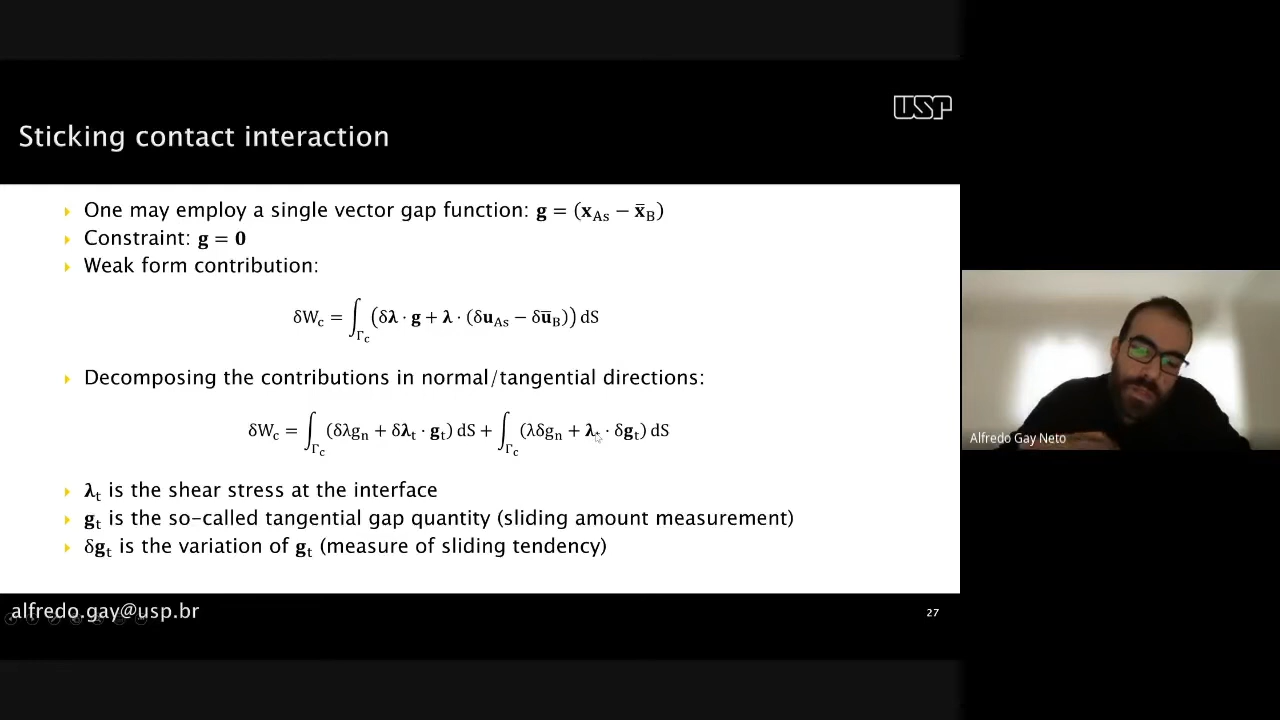 USP
Sticking contact interaction
One may employ a single vector gap function: g = (x_As − x̄_B)
Constraint: g = 0
Weak form contribution:
δW_c = ∫_Γc (δλ · g + λ · (δu_As − δū_B)) dS
Decomposing the contributions in normal/tangential directions:
δW_c = ∫_Γc (δλg_n + δλ_t · g_t) dS + ∫_Γc (λδg_n + λ_t · δg_t) dS
λ_t is the shear stress at the interface
g_t is the so-called tangential gap quantity (sliding amount measurement)
δg_t is the variation of g_t (measure of sliding tendency)
Alfredo Gay Neto
alfredo.gay@usp.br
27